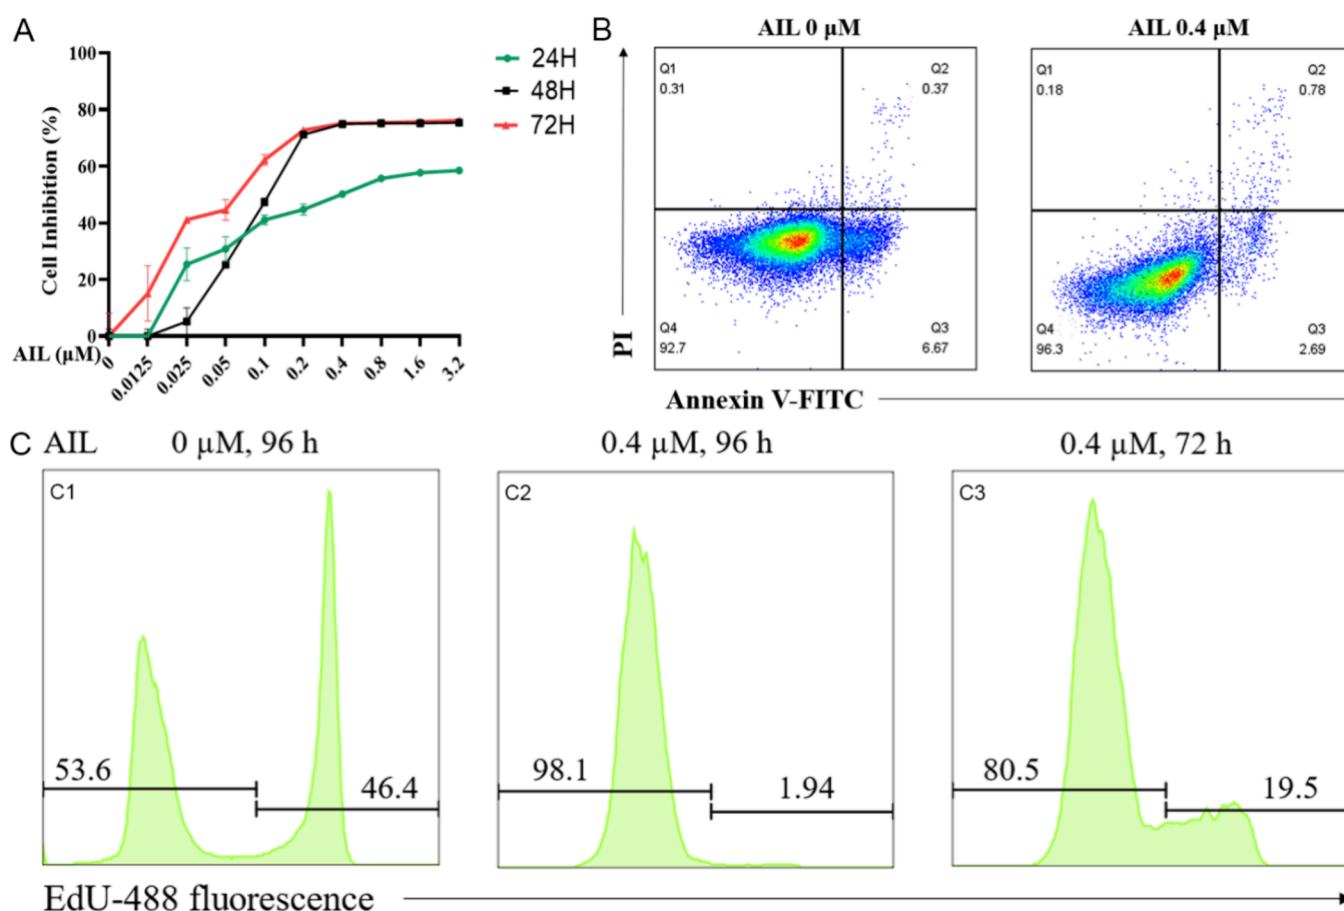 A
100
80
60
40
20
0
Cell Inhibition (%)
AIL (μM)
0
0.0125
0.025
0.05
0.1
0.2
0.4
0.8
1.6
3.2
24H
48H
72H
B
AIL 0 μM
AIL 0.4 μM
Q1
0.31
Q2
0.37
Q4
92.7
Q3
6.67
Q1
0.18
Q2
0.78
Q4
96.3
Q3
2.69
PI
Annexin V-FITC
C AIL 0 μM, 96 h 0.4 μM, 96 h 0.4 μM, 72 h
C1
53.6
46.4
C2
98.1
1.94
C3
80.5
19.5
EdU-488 fluorescence